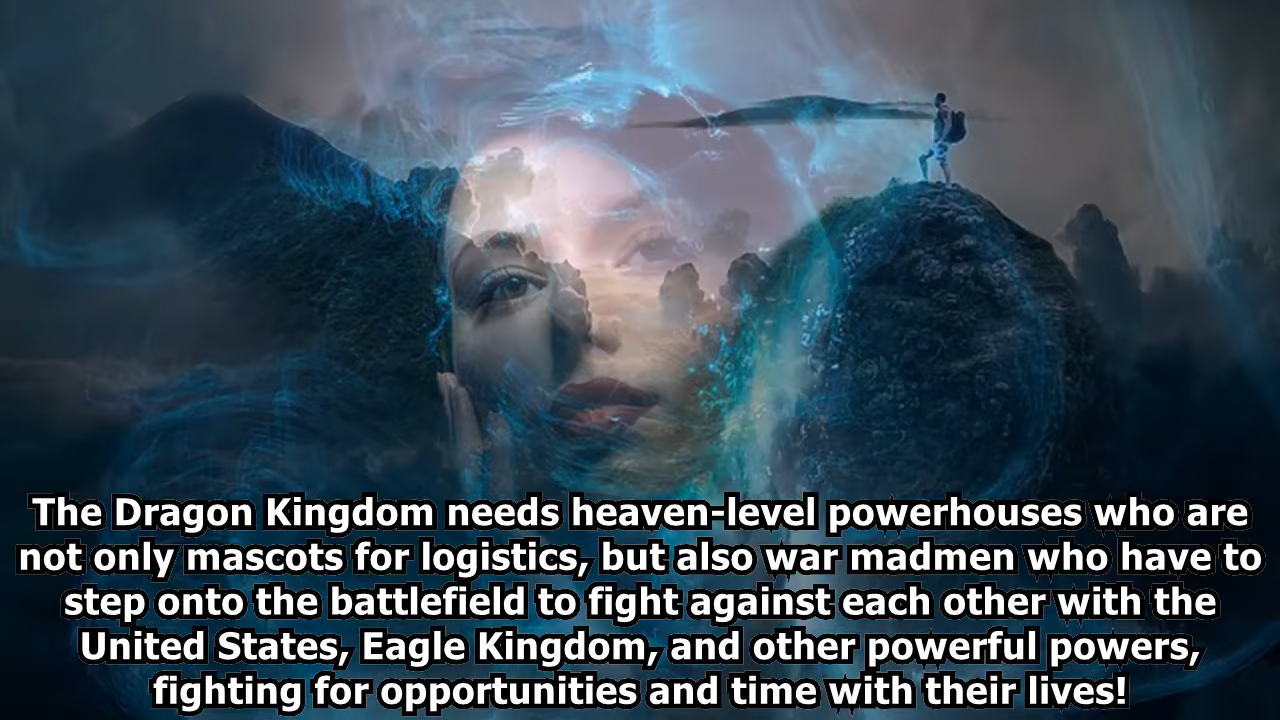 The Dragon Kingdom needs heaven-level powerhouses who are
not only mascots for logistics, but also war madmen who have to
step onto the battlefield to fight against each other with the
United States, Eagle Kingdom, and other powerful powers,
fighting for opportunities and time with their lives!